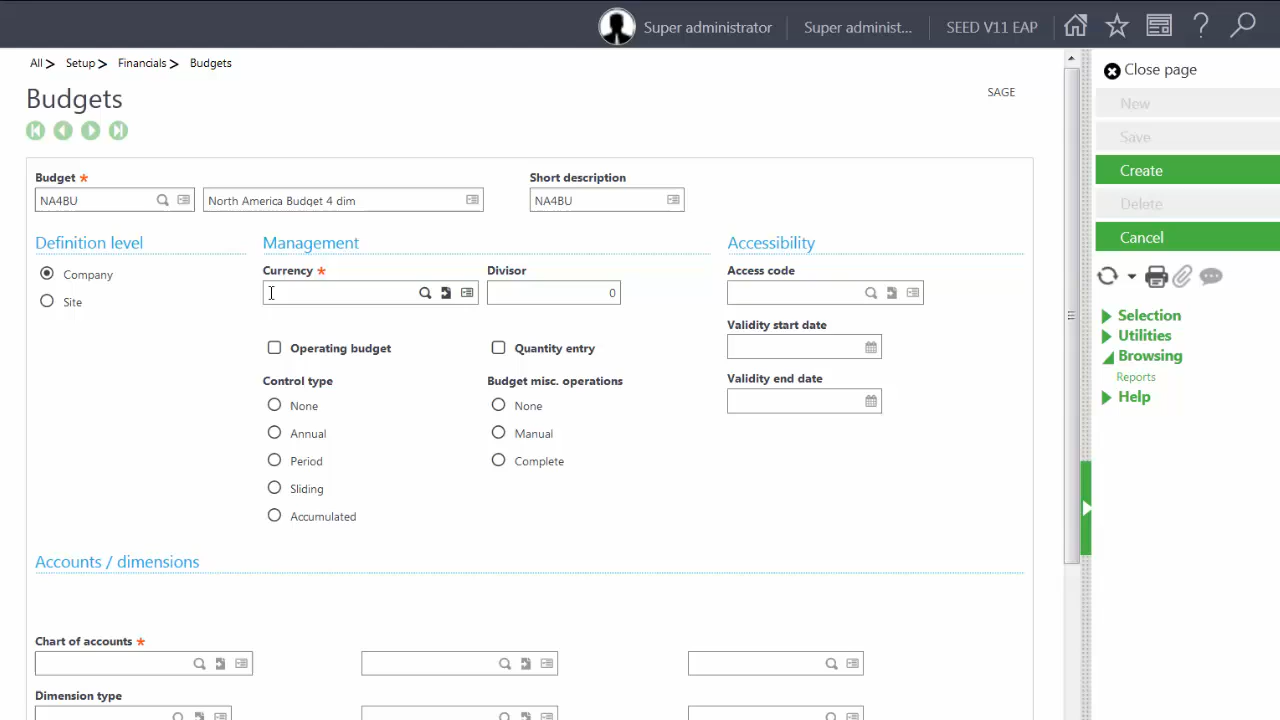 Super administrator
Super administ...
SEED V11 EAP
All > Setup > Financials > Budgets
Close page
Budgets
SAGE
New
Save
Create
Delete
Cancel
Budget *
Short description
NA4BU
North America Budget 4 dim
NA4BU
Definition level
Management
Accessibility
Currency *
Divisor
Access code
Company
0
Site
Validity start date
Operating budget
Quantity entry
Control type
Budget misc. operations
Validity end date
None
None
Annual
Manual
Period
Complete
Sliding
Accumulated
Selection
Utilities
Browsing
Reports
Help
Accounts / dimensions
Chart of accounts *
Dimension type